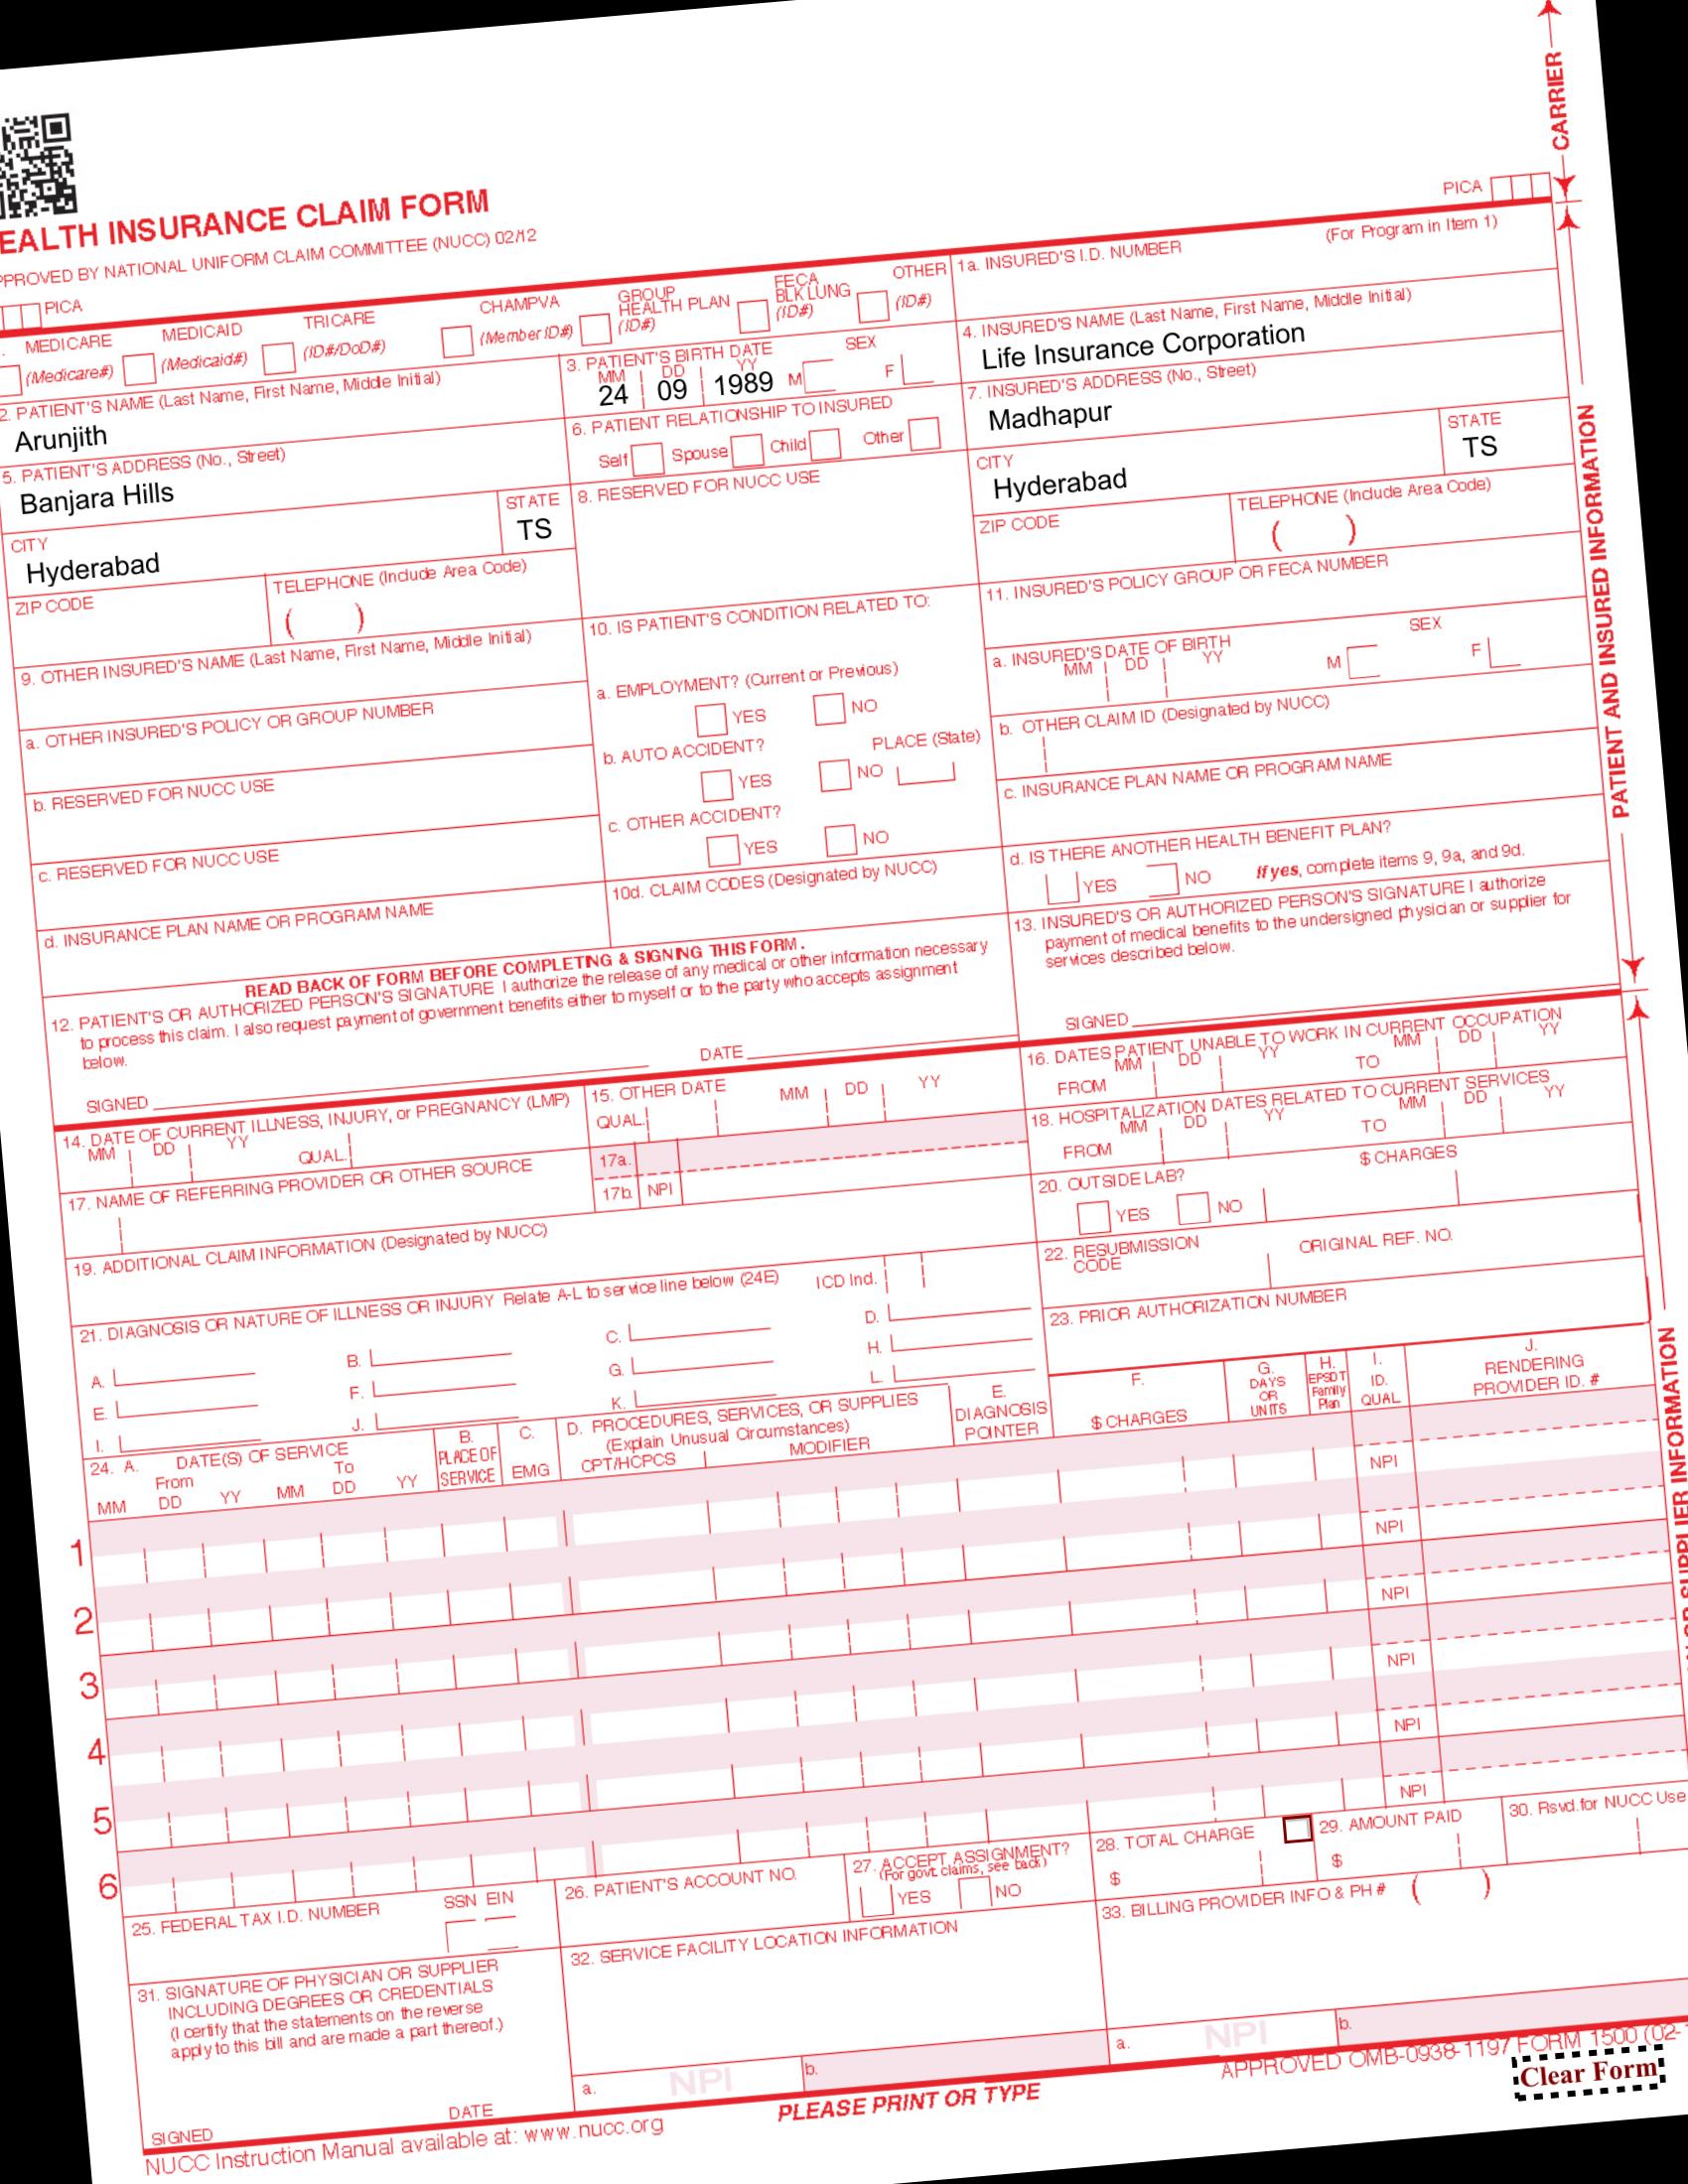 CARRIER
EALTH INSURANCE CLAIM FORM
PPROVED BY NATIONAL UNIFORM CLAIM COMMITTEE (NUCC) 02/12
PICA
PICA
MEDICARE MEDICAID TRICARE CHAMPVA GROUP HEALTH PLAN FECA BLK LUNG OTHER
(Medicare#) (Medicaid#) (ID#/DoD#) (Member ID#) (ID#) (ID#) (ID#)
1a. INSURED'S I.D. NUMBER (For Program in Item 1)
2. PATIENT'S NAME (Last Name, First Name, Middle Initial)
Arunjith
3. PATIENT'S BIRTH DATE SEX
MM DD YY
24 09 1989 M F
4. INSURED'S NAME (Last Name, First Name, Middle Initial)
Life Insurance Corporation
5. PATIENT'S ADDRESS (No., Street)
Banjara Hills
6. PATIENT RELATIONSHIP TO INSURED
Self Spouse Child Other
7. INSURED'S ADDRESS (No., Street)
Madhapur
CITY STATE
Hyderabad TS
8. RESERVED FOR NUCC USE
CITY STATE
Hyderabad TS
ZIP CODE TELEPHONE (Include Area Code)
( )
ZIP CODE TELEPHONE (Include Area Code)
( )
9. OTHER INSURED'S NAME (Last Name, First Name, Middle Initial)
10. IS PATIENT'S CONDITION RELATED TO:
11. INSURED'S POLICY GROUP OR FECA NUMBER
a. OTHER INSURED'S POLICY OR GROUP NUMBER
a. EMPLOYMENT? (Current or Previous)
YES NO
a. INSURED'S DATE OF BIRTH SEX
MM DD YY M F
b. RESERVED FOR NUCC USE
b. AUTO ACCIDENT? PLACE (State)
YES NO
b. OTHER CLAIM ID (Designated by NUCC)
c. RESERVED FOR NUCC USE
c. OTHER ACCIDENT?
YES NO
c. INSURANCE PLAN NAME OR PROGRAM NAME
d. INSURANCE PLAN NAME OR PROGRAM NAME
10d. CLAIM CODES (Designated by NUCC)
d. IS THERE ANOTHER HEALTH BENEFIT PLAN?
YES NO If yes, complete items 9, 9a, and 9d.
READ BACK OF FORM BEFORE COMPLETING & SIGNING THIS FORM.
12. PATIENT'S OR AUTHORIZED PERSON'S SIGNATURE I authorize the release of any medical or other information necessary
to process this claim. I also request payment of government benefits either to myself or to the party who accepts assignment
below.
SIGNED DATE
13. INSURED'S OR AUTHORIZED PERSON'S SIGNATURE I authorize
payment of medical benefits to the undersigned physician or supplier for
services described below.
SIGNED
PATIENT AND INSURED INFORMATION
14. DATE OF CURRENT ILLNESS, INJURY, or PREGNANCY (LMP)
MM DD YY QUAL.
15. OTHER DATE MM DD YY
QUAL.
16. DATES PATIENT UNABLE TO WORK IN CURRENT OCCUPATION
MM DD YY MM DD YY
FROM TO
17. NAME OF REFERRING PROVIDER OR OTHER SOURCE
17a.
17b. NPI
18. HOSPITALIZATION DATES RELATED TO CURRENT SERVICES
MM DD YY MM DD YY
FROM TO
19. ADDITIONAL CLAIM INFORMATION (Designated by NUCC)
20. OUTSIDE LAB? $ CHARGES
YES NO
21. DIAGNOSIS OR NATURE OF ILLNESS OR INJURY Relate A-L to service line below (24E) ICD Ind.
A. B. C. D.
E. F. G. H.
I. J. K. L.
22. RESUBMISSION CODE ORIGINAL REF. NO.
23. PRIOR AUTHORIZATION NUMBER
24. A. DATE(S) OF SERVICE
From To
MM DD YY MM DD YY
B. PLACE OF SERVICE
C. EMG
D. PROCEDURES, SERVICES, OR SUPPLIES
(Explain Unusual Circumstances)
CPT/HCPCS MODIFIER
E. DIAGNOSIS POINTER
F. $ CHARGES
G. DAYS OR UNITS
H. EPSDT Family Plan
I. ID. QUAL.
J. RENDERING PROVIDER ID. #
1 NPI
2 NPI
3 NPI
4 NPI
5 NPI
6 NPI
SUPPLIER INFORMATION
25. FEDERAL TAX I.D. NUMBER SSN EIN
26. PATIENT'S ACCOUNT NO.
27. ACCEPT ASSIGNMENT?
(For govt. claims, see back)
YES NO
28. TOTAL CHARGE
$
29. AMOUNT PAID
$
30. Rsvd.for NUCC Use
31. SIGNATURE OF PHYSICIAN OR SUPPLIER
INCLUDING DEGREES OR CREDENTIALS
(I certify that the statements on the reverse
apply to this bill and are made a part thereof.)
SIGNED DATE
32. SERVICE FACILITY LOCATION INFORMATION
a. NPI b.
33. BILLING PROVIDER INFO & PH # ( )
a. NPI b.
NUCC Instruction Manual available at: www.nucc.org
PLEASE PRINT OR TYPE
APPROVED OMB-0938-1197 FORM 1500 (02-
Clear Form